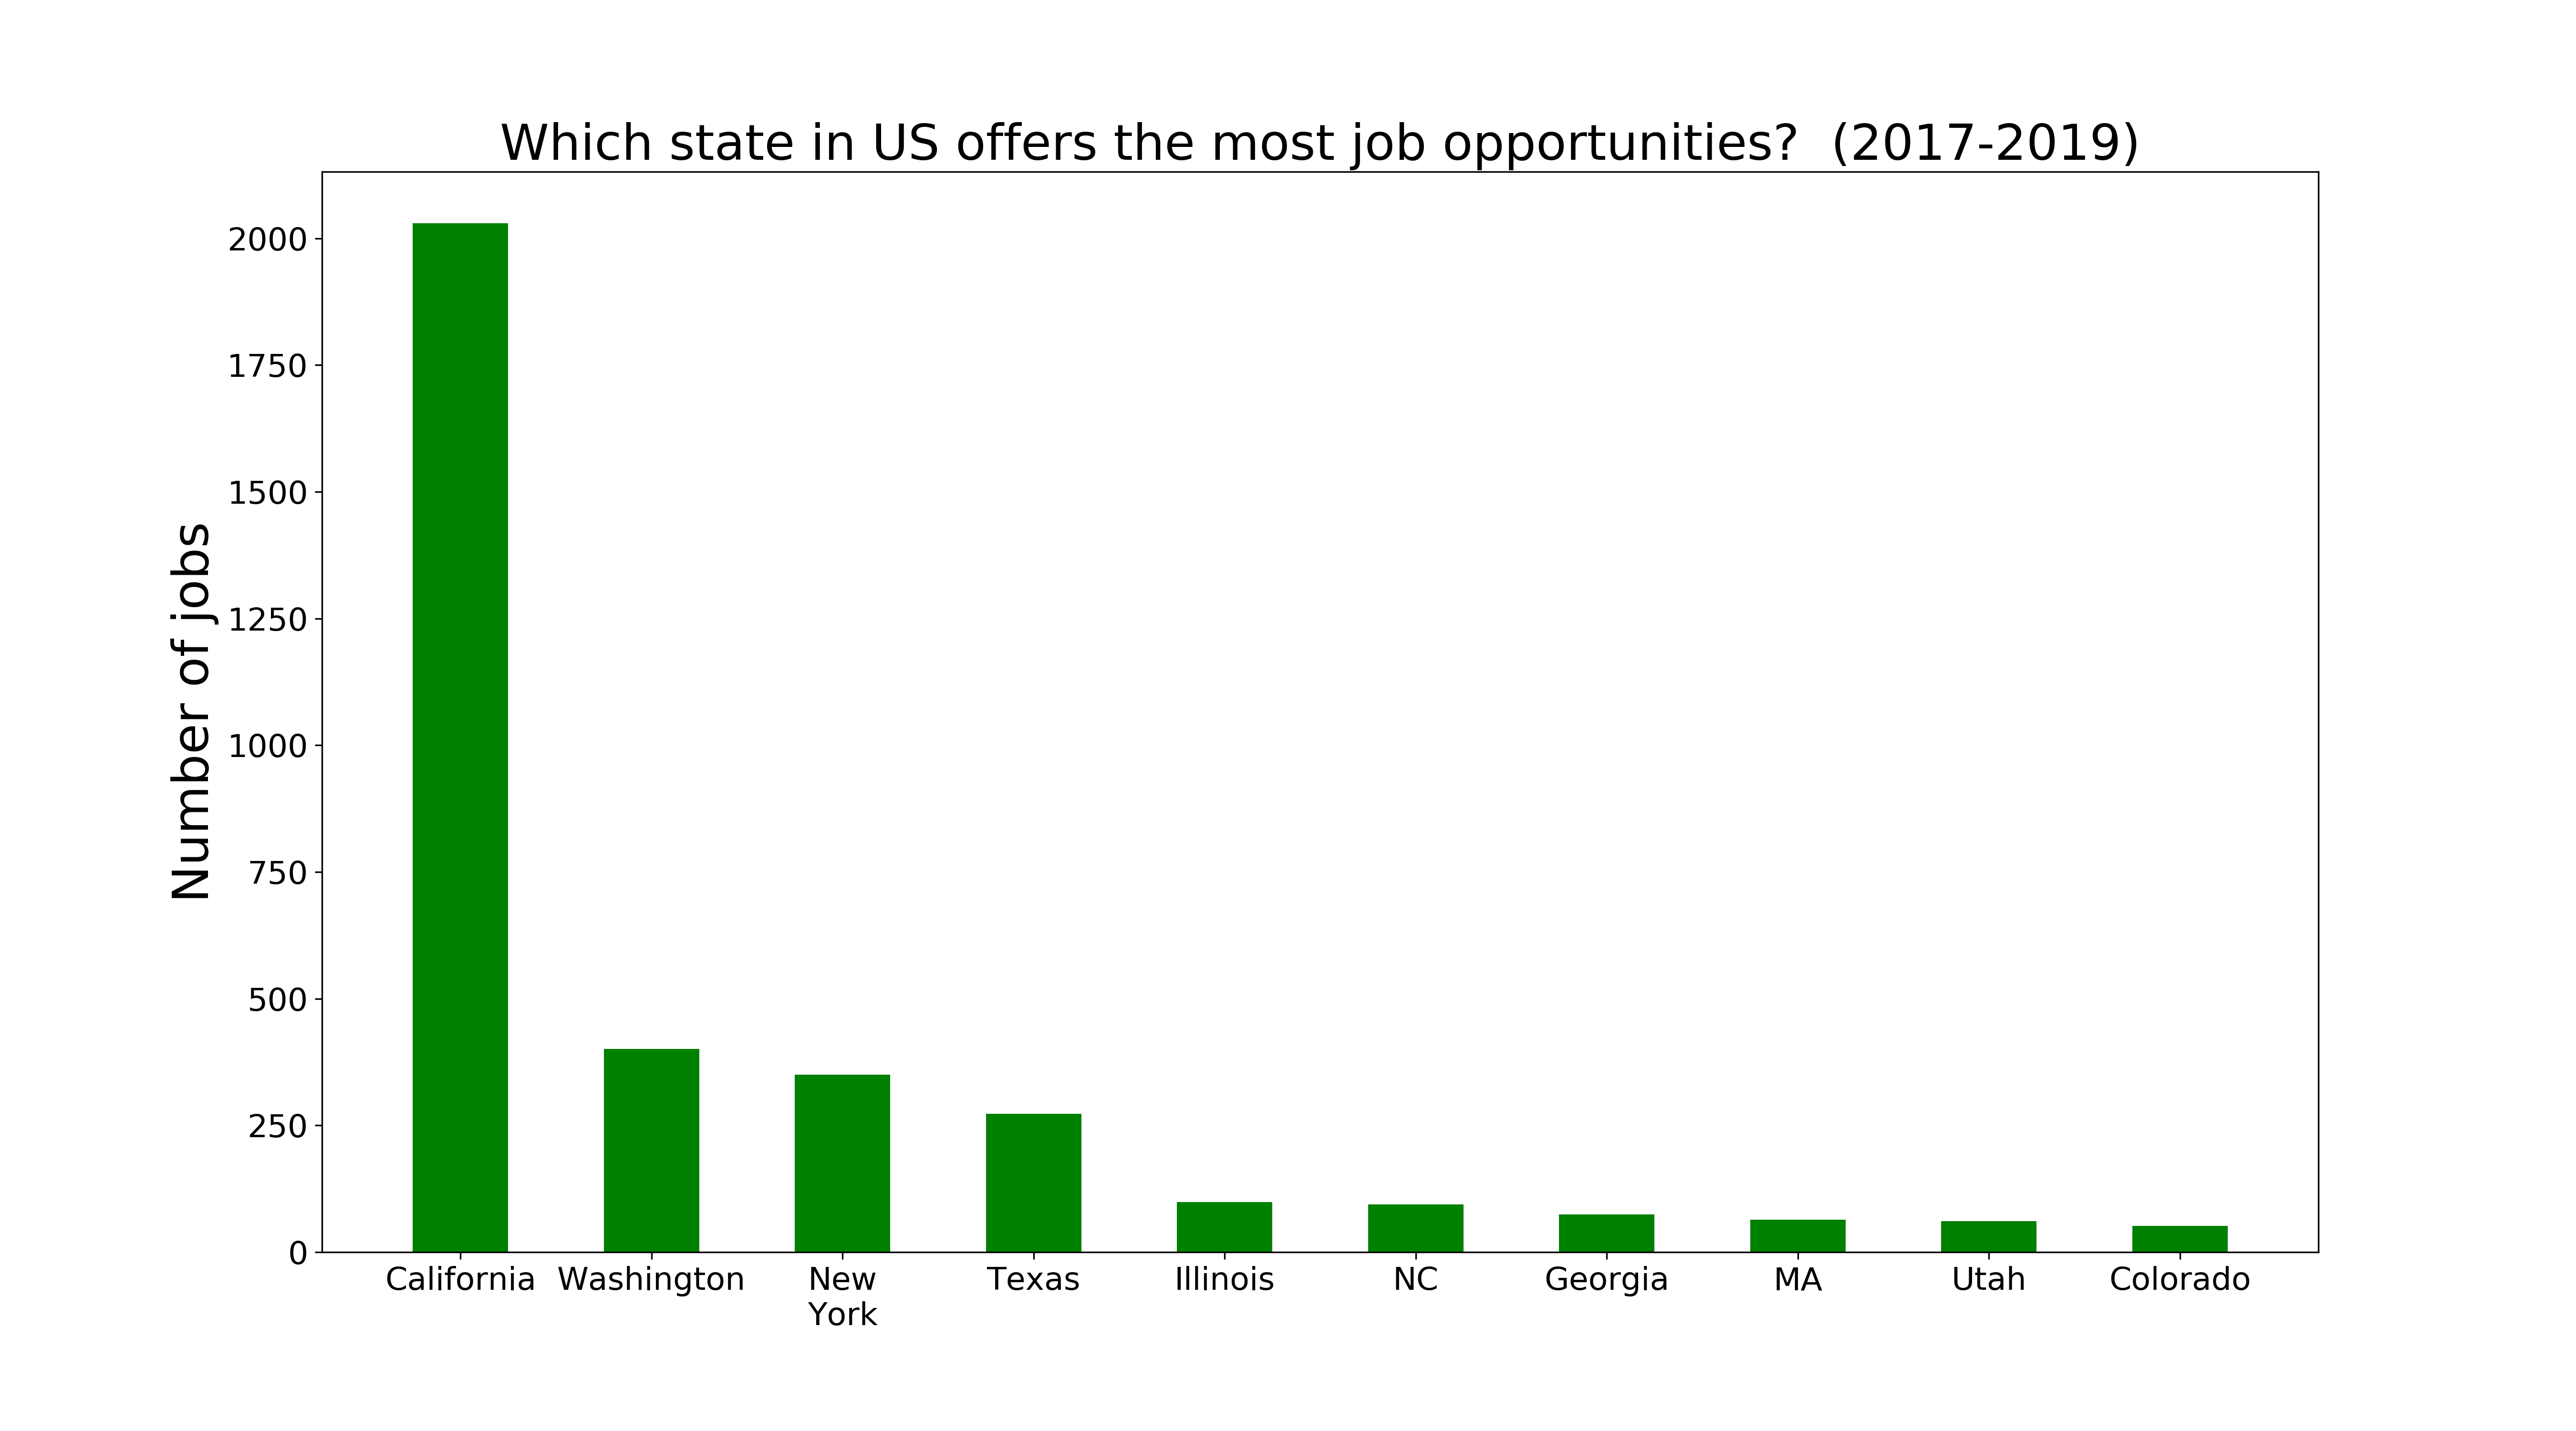 Which state in US offers the most job opportunities?  (2017-2019)
Number of jobs
2000
1750
1500
1250
1000
750
500
250
0
California
Washington
New
York
Texas
Illinois
NC
Georgia
MA
Utah
Colorado